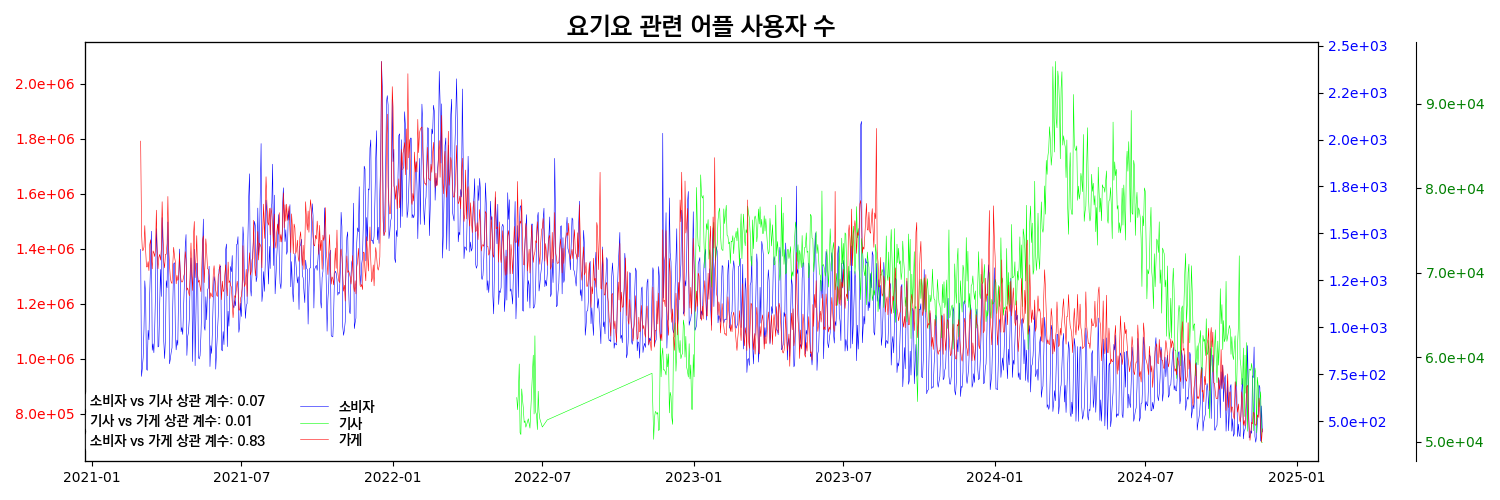 요기요 관련 어플 사용자 수
2.0e+06
1.8e+06
1.6e+06
1.4e+06
1.2e+06
1.0e+06
8.0e+05
2.5e+03
2.2e+03
2.0e+03
1.8e+03
1.5e+03
1.2e+03
1.0e+03
7.5e+02
5.0e+02
9.0e+04
8.0e+04
7.0e+04
6.0e+04
5.0e+04
소비자 vs 기사 상관 계수: 0.07
기사 vs 가게 상관 계수: 0.01
소비자 vs 가게 상관 계수: 0.83
소비자
기사
가게
2021-01 2021-07 2022-01 2022-07 2023-01 2023-07 2024-01 2024-07 2025-01